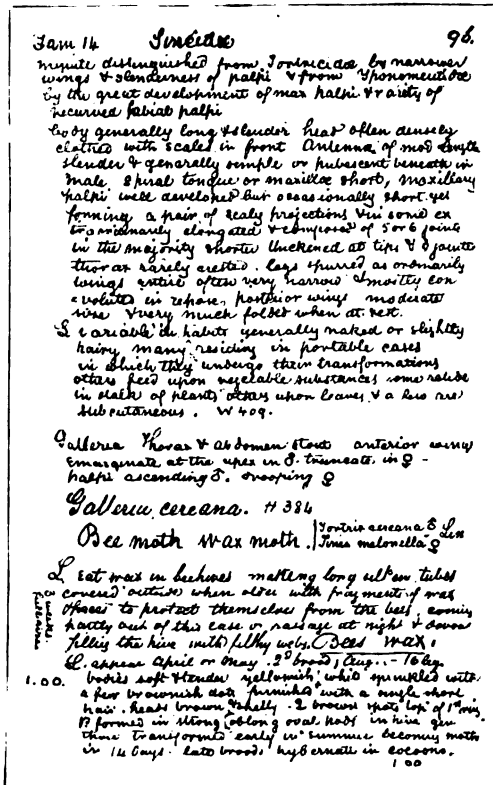 Fam 14 Tineidae 96.
minute distinguished from Tortricidae by narrower
wings & slenderness of palpi & from Yponomeutidae
by the great development of max palpi & of
recurved labial palpi
body generally long & slender head often densely
clothed with scales in front Antenna of mod length
slender & generally simple or pubescent beneath in
male, spiral tongue or maxillae short, maxillary
palpi well developed but occasionally short yet
forming a pair of scaly projections & in some ex
traordinarily elongated & composed of 5 or 6 joints
in the majority shorter thickened at tips & jointed
thorax rarely crested. legs spurred as ordinarily
wings entire often very narrow & mostly con
voluted in repose, posterior wings moderate
size & very much folded when at rest.
L variable in habits generally naked or slightly
hairy many residing in portable cases
in which they undergo their transformations
others feed upon vegetable substances some reside
in stalk of plants others upon leaves & a few are
subcutaneous. W 409.
Galleria Thorax & abdomen stout anterior wings
emarginate at the apex in ♂ truncate in ♀ -
palpi ascending ♂. drooping ♀
Galleria cereana. H 384
Bee moth wax moth. Tortrix cereana ♂ Lin
Tinea melonella ♀
L Eat wax in beehives making long silken tubes
covered outside when older with fragments of wax
to protect themselves from the bees, coming
partly out of this case or passage at night & devour
filling the hive with filthy webs. Bees wax.
3 weeks
L. appear April or May. 2d brood, Aug. - 16 leg.
bodies soft & tender yellowish white sprinkled with
1.00. a few brownish dots furnished with a single short
hair. heads brown & shelly - 2 brown spots top of 1st ring
P formed in strong oblong oval pods in hive gen
those transformed early in summer become moths
in 14 days. late broods hybernate in cocoons.
1 00